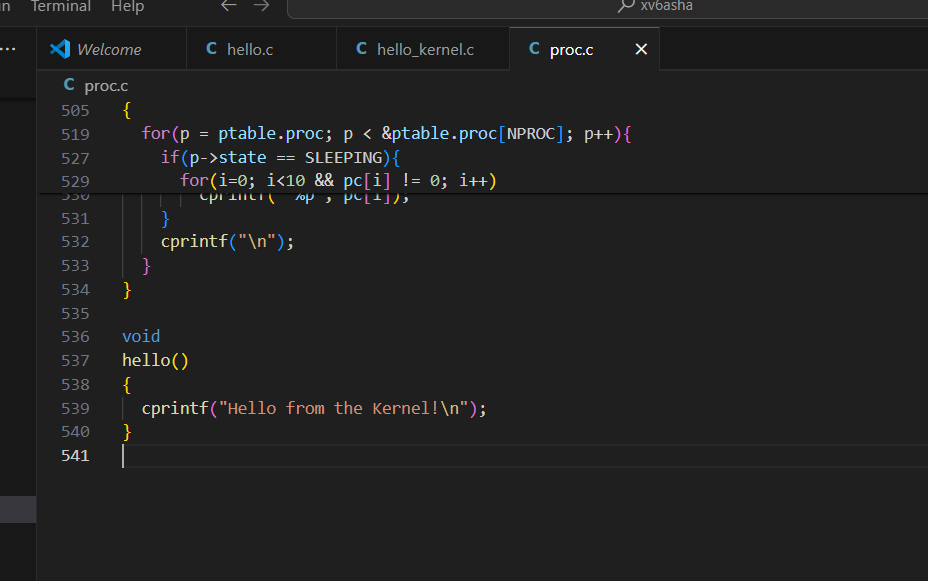 Terminal Help ← → xv6asha
··· Welcome C hello.c C hello_kernel.c C proc.c ×
C proc.c
505 {
519 for(p = ptable.proc; p < &ptable.proc[NPROC]; p++){
527 if(p->state == SLEEPING){
529 for(i=0; i<10 && pc[i] != 0; i++)
530 cprintf(" %p", pc[i]);
531 }
532 cprintf("\n");
533 }
534 }
535
536 void
537 hello()
538 {
539 cprintf("Hello from the Kernel!\n");
540 }
541